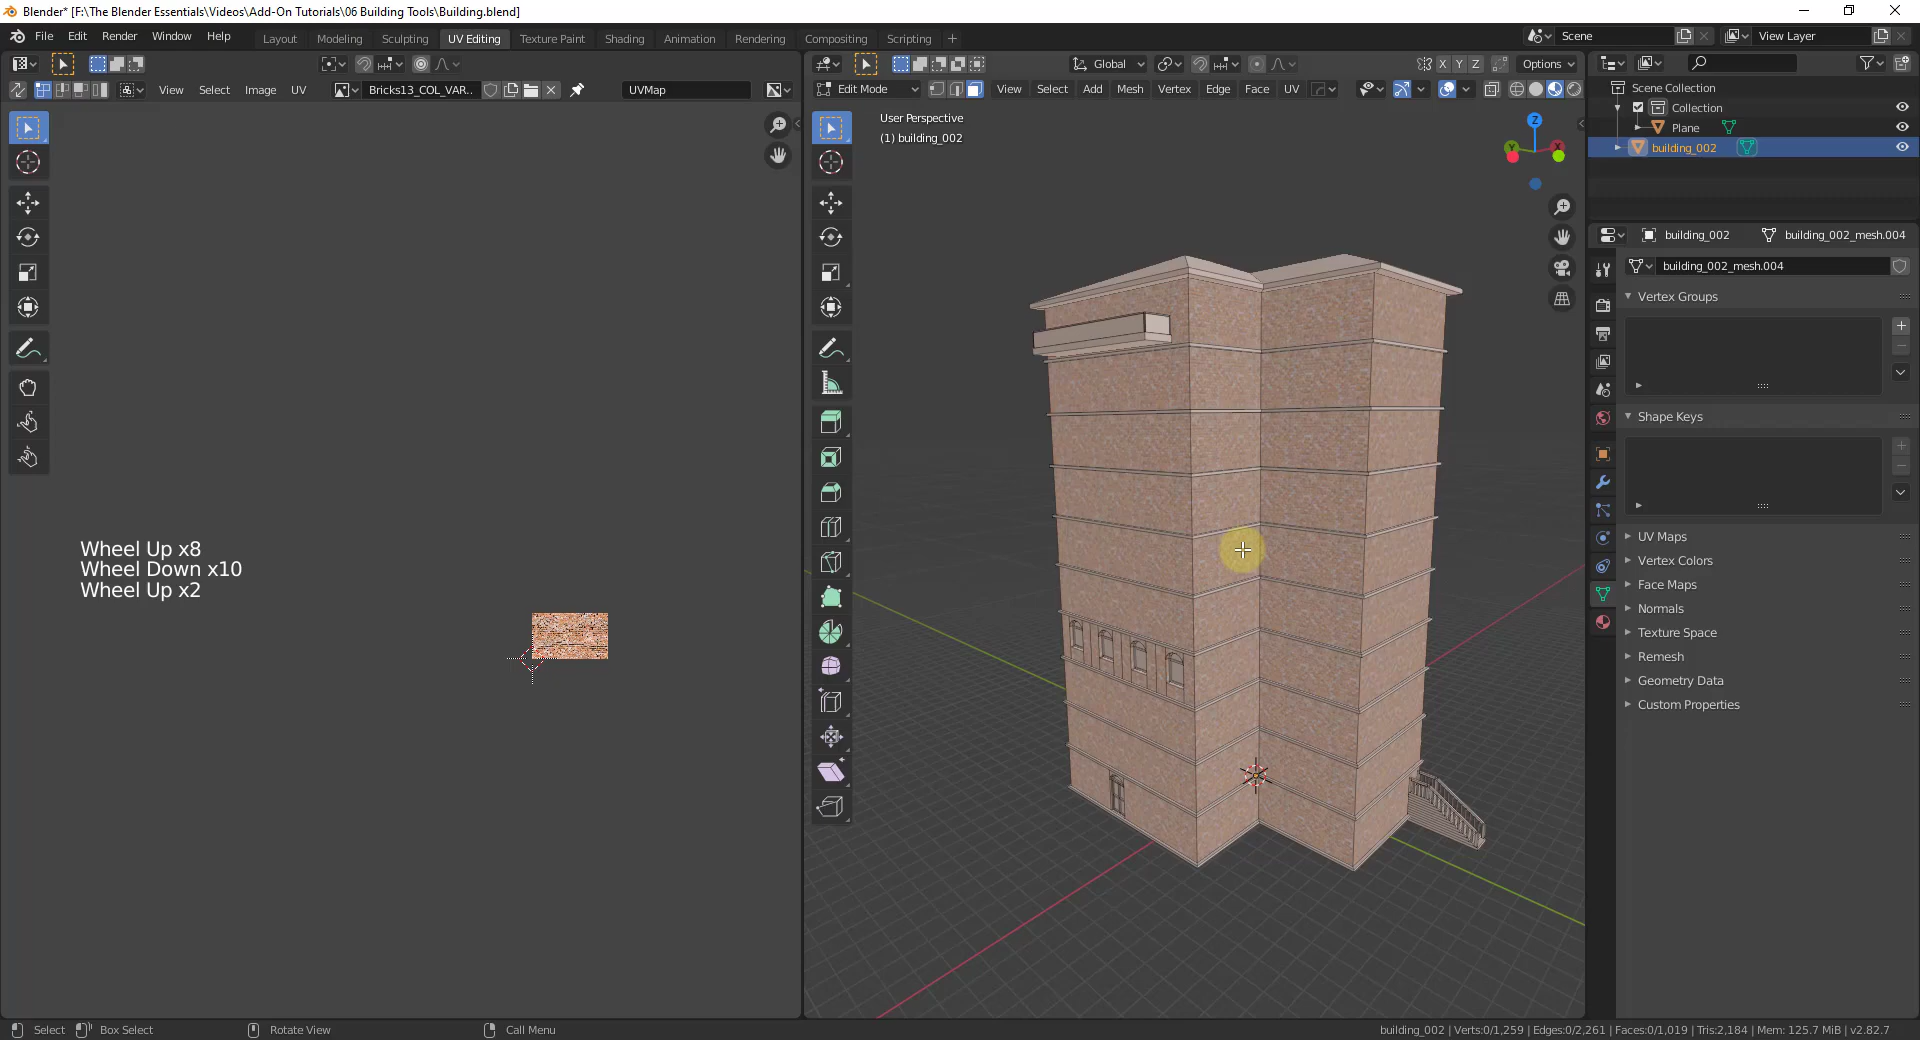 Blender* [F:\The Blender Essentials\Videos\Add-On Tutorials\06 Building Tools\Building.blend]
File Edit Render Window Help Layout Modeling Sculpting UV Editing Texture Paint Shading Animation Rendering Compositing Scripting + Scene View Layer
Global X Y Z Options
View Select Image UV Bricks13_COL_VAR.. UVMap
Edit Mode View Select Add Mesh Vertex Edge Face UV
User Perspective
(1) building_002
Z
Y
X
Scene Collection
Collection
Plane
building_002
building_002 building_002_mesh.004
building_002_mesh.004
Vertex Groups
Shape Keys
UV Maps
Vertex Colors
Face Maps
Normals
Texture Space
Remesh
Geometry Data
Custom Properties
Wheel Up x8
Wheel Down x10
Wheel Up x2
Select Box Select Rotate View Call Menu
building_002 | Verts:0/1,259 | Edges:0/2,261 | Faces:0/1,019 | Tris:2,184 | Mem: 125.7 MiB | v2.82.7